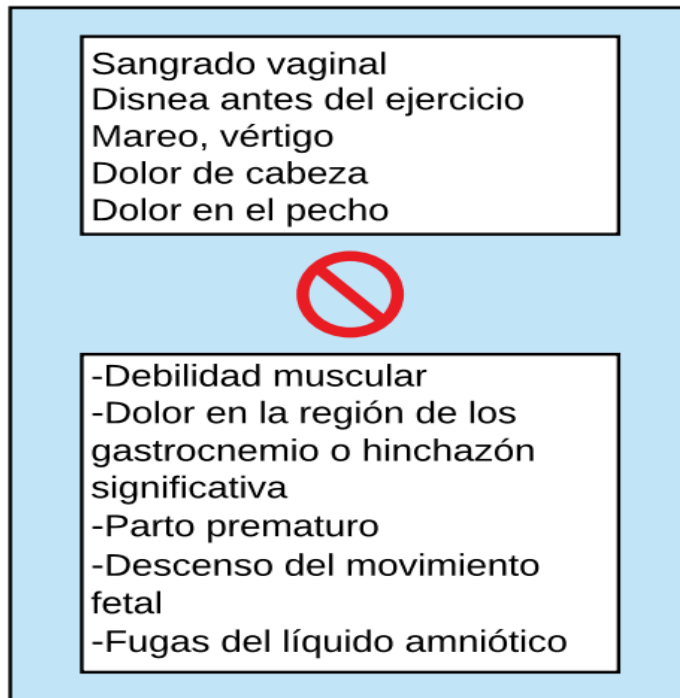 Sangrado vaginal
Disnea antes del ejercicio
Mareo, vértigo
Dolor de cabeza
Dolor en el pecho
-Debilidad muscular
-Dolor en la región de los
gastrocnemio o hinchazón
significativa
-Parto prematuro
-Descenso del movimiento
fetal
-Fugas del líquido amniótico